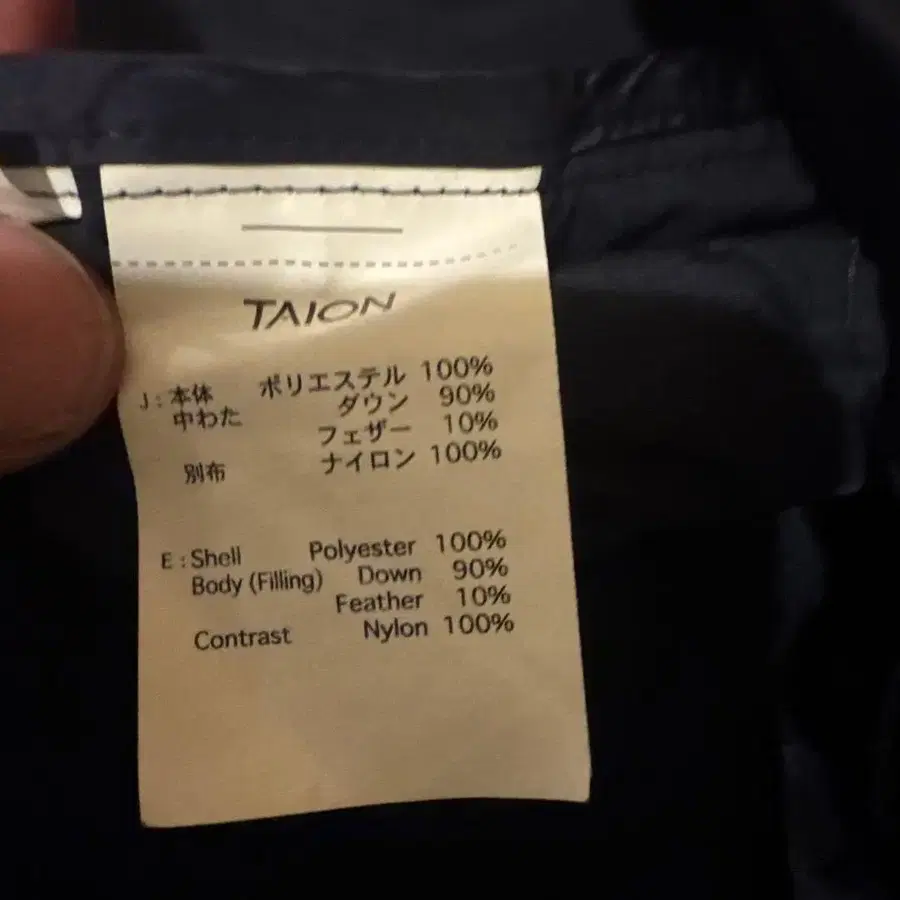 TAION
J : 本体 ポリエステル 100%
中わた ダウン 90%
フェザー 10%
別布 ナイロン 100%
E : Shell Polyester 100%
Body (Filling) Down 90%
Feather 10%
Contrast Nylon 100%